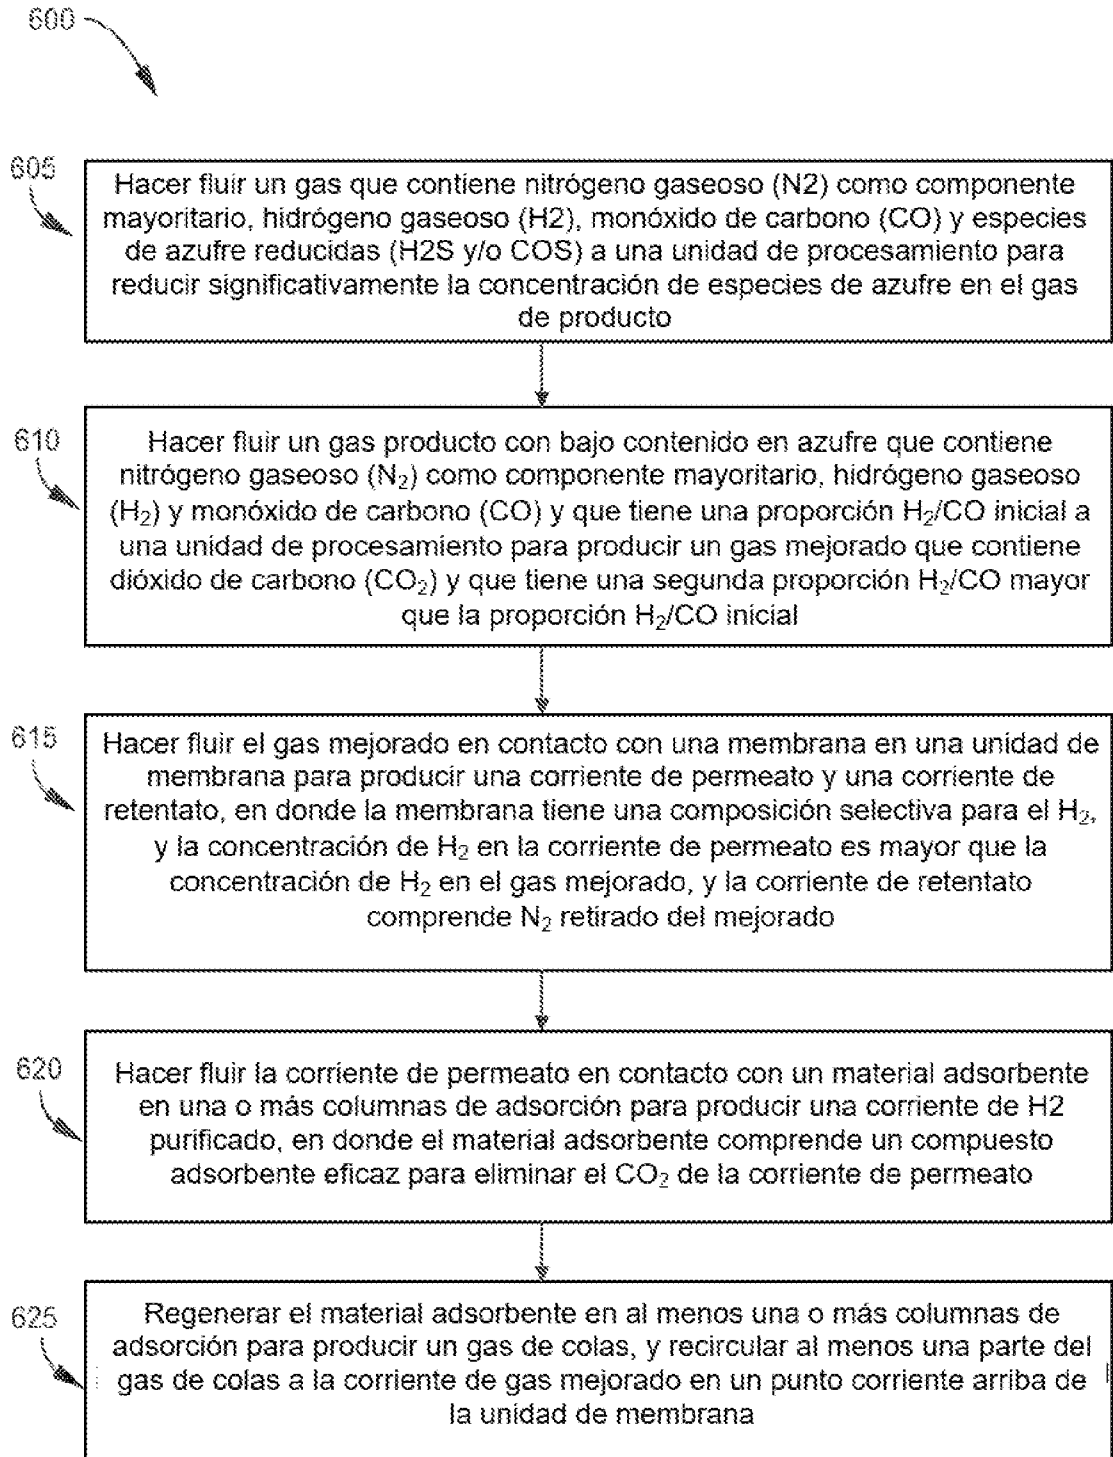 600
605
Hacer fluir un gas que contiene nitrógeno gaseoso (N2) como componente
mayoritario, hidrógeno gaseoso (H2), monóxido de carbono (CO) y especies
de azufre reducidas (H2S y/o COS) a una unidad de procesamiento para
reducir significativamente la concentración de especies de azufre en el gas
de producto
610
Hacer fluir un gas producto con bajo contenido en azufre que contiene
nitrógeno gaseoso (N₂) como componente mayoritario, hidrógeno gaseoso
(H₂) y monóxido de carbono (CO) y que tiene una proporción H₂/CO inicial a
una unidad de procesamiento para producir un gas mejorado que contiene
dióxido de carbono (CO₂) y que tiene una segunda proporción H₂/CO mayor
que la proporción H₂/CO inicial
615
Hacer fluir el gas mejorado en contacto con una membrana en una unidad de
membrana para producir una corriente de permeato y una corriente de
retentato, en donde la membrana tiene una composición selectiva para el H₂,
y la concentración de H₂ en la corriente de permeato es mayor que la
concentración de H₂ en el gas mejorado, y la corriente de retentato
comprende N₂ retirado del mejorado
620
Hacer fluir la corriente de permeato en contacto con un material adsorbente
en una o más columnas de adsorción para producir una corriente de H2
purificado, en donde el material adsorbente comprende un compuesto
adsorbente eficaz para eliminar el CO₂ de la corriente de permeato
625
Regenerar el material adsorbente en al menos una o más columnas de
adsorción para producir un gas de colas, y recircular al menos una parte del
gas de colas a la corriente de gas mejorado en un punto corriente arriba de
la unidad de membrana